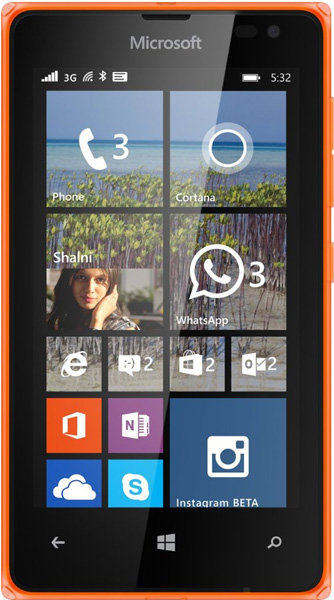 Microsoft
3G 5:32
3
Phone
Cortana
Shalni
3
WhatsApp
2 2 2
Instagram BETA